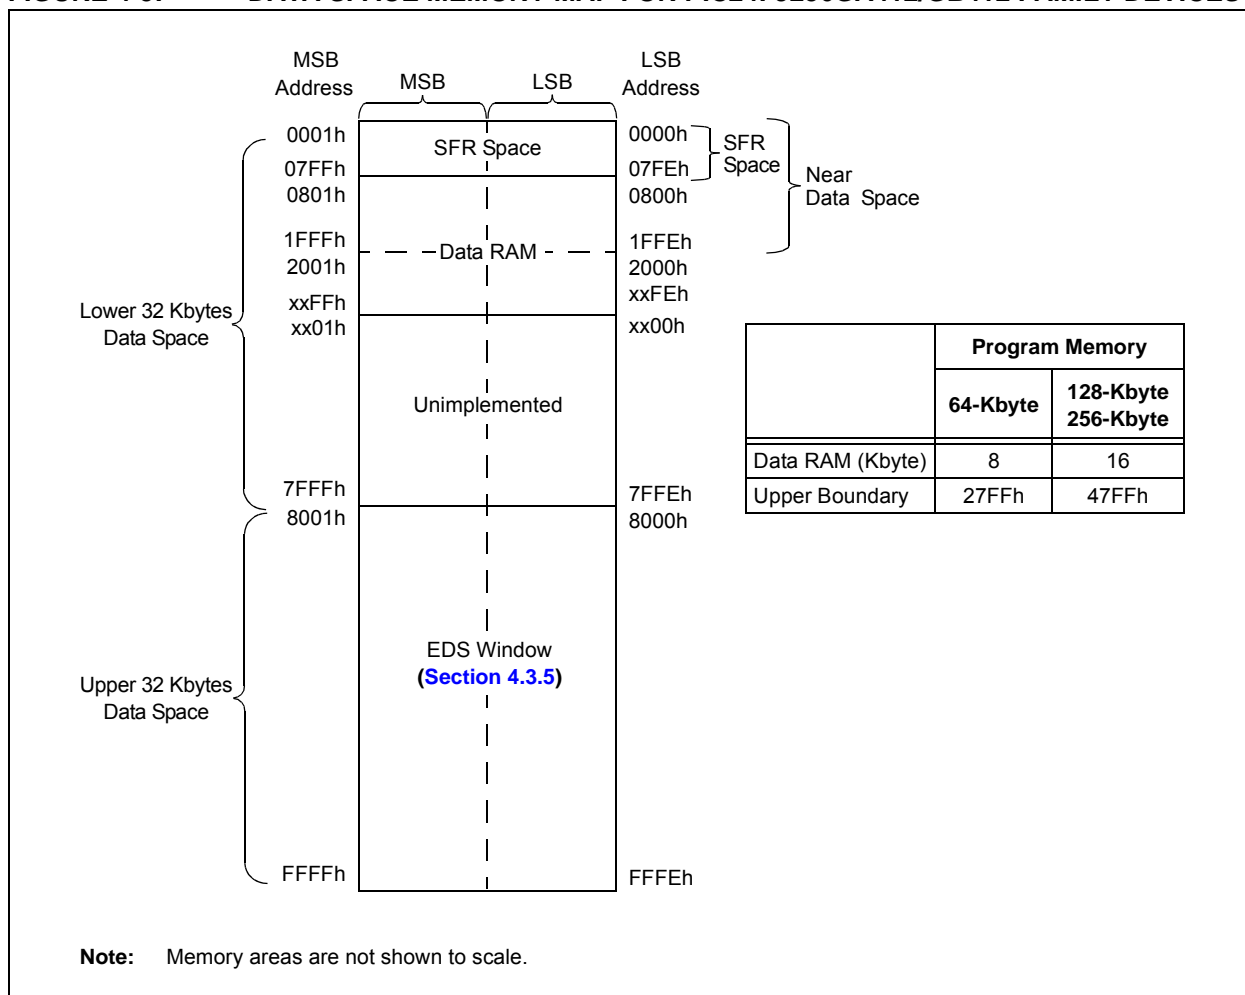 MSB
Address
MSB
LSB
LSB
Address
0001h
SFR Space
0000h
SFR
Space
07FFh
07FEh
Near
Data Space
0801h
0800h
1FFFh
Data RAM
1FFEh
2001h
2000h
xxFFh
xxFEh
Lower 32 Kbytes
Data Space
xx01h
xx00h
Unimplemented
Program Memory
64-Kbyte
128-Kbyte
256-Kbyte
Data RAM (Kbyte) 8 16
Upper Boundary 27FFh 47FFh
7FFFh
7FFEh
8001h
8000h
EDS Window
(Section 4.3.5)
Upper 32 Kbytes
Data Space
FFFFh
FFFEh
Note: Memory areas are not shown to scale.